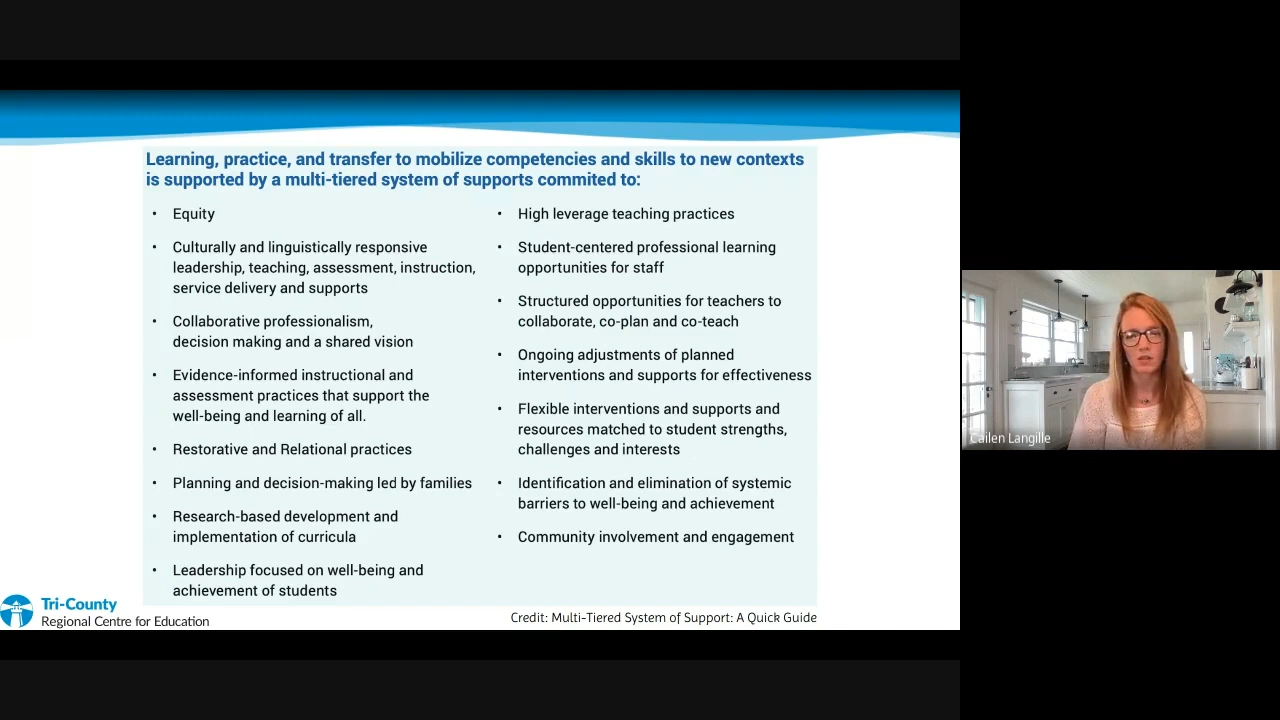 Learning, practice, and transfer to mobilize competencies and skills to new contexts
is supported by a multi-tiered system of supports commited to:
• Equity
• Culturally and linguistically responsive
leadership, teaching, assessment, instruction,
service delivery and supports
• Collaborative professionalism,
decision making and a shared vision
• Evidence-informed instructional and
assessment practices that support the
well-being and learning of all.
• Restorative and Relational practices
• Planning and decision-making led by families
• Research-based development and
implementation of curricula
• Leadership focused on well-being and
achievement of students
• High leverage teaching practices
• Student-centered professional learning
opportunities for staff
• Structured opportunities for teachers to
collaborate, co-plan and co-teach
• Ongoing adjustments of planned
interventions and supports for effectiveness
• Flexible interventions and supports and
resources matched to student strengths,
challenges and interests
• Identification and elimination of systemic
barriers to well-being and achievement
• Community involvement and engagement
Tri-County
Regional Centre for Education
Credit: Multi-Tiered System of Support: A Quick Guide
Cailen Langille